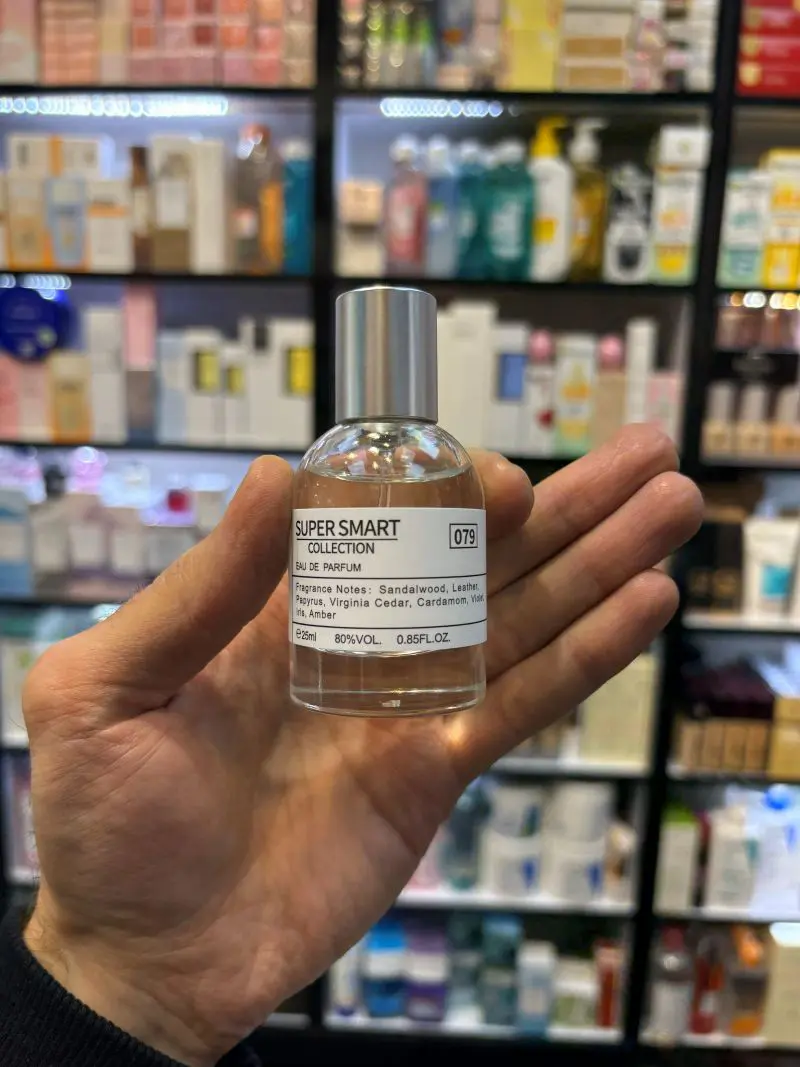 SUPER SMART
COLLECTION
079
EAU DE PARFUM
Fragrance Notes: Sandalwood, Leather,
Papyrus, Virginia Cedar, Cardamom, Violet,
Iris, Amber
℮25ml 80%VOL. 0.85FL.OZ.